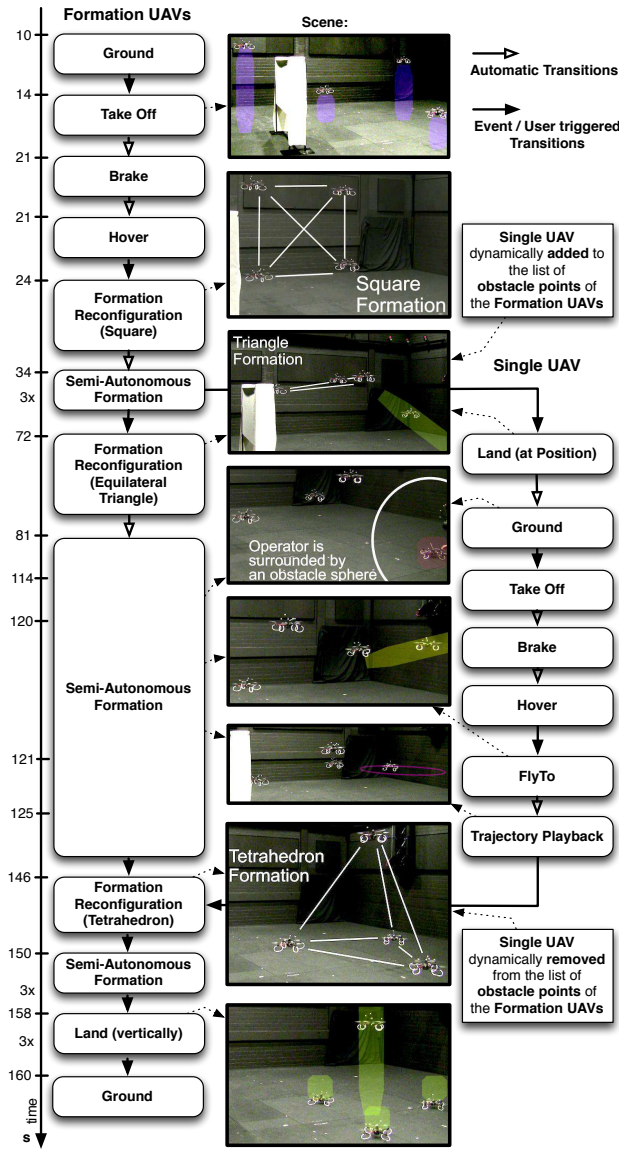 Formation UAVs
Scene:
10
Ground
Automatic Transitions
Event / User triggered
Transitions
14
Take Off
21
Brake
21
Hover
24
Formation
Reconfiguration
(Square)
Square
Formation
Single UAV
dynamically added to
the list of
obstacle points of
the Formation UAVs
34
3x
Semi-Autonomous
Formation
Triangle
Formation
Single UAV
72
Formation
Reconfiguration
(Equilateral
Triangle)
Land (at Position)
81
Operator is
surrounded by
an obstacle sphere
Ground
114
Take Off
120
Brake
Semi-Autonomous
Formation
Hover
121
FlyTo
125
Trajectory Playback
Tetrahedron
Formation
146
Formation
Reconfiguration
(Tetrahedron)
Single UAV
dynamically removed
from the list of
obstacle points of
the Formation UAVs
150
3x
Semi-Autonomous
Formation
158
3x
Land (vertically)
160
Ground
time
s